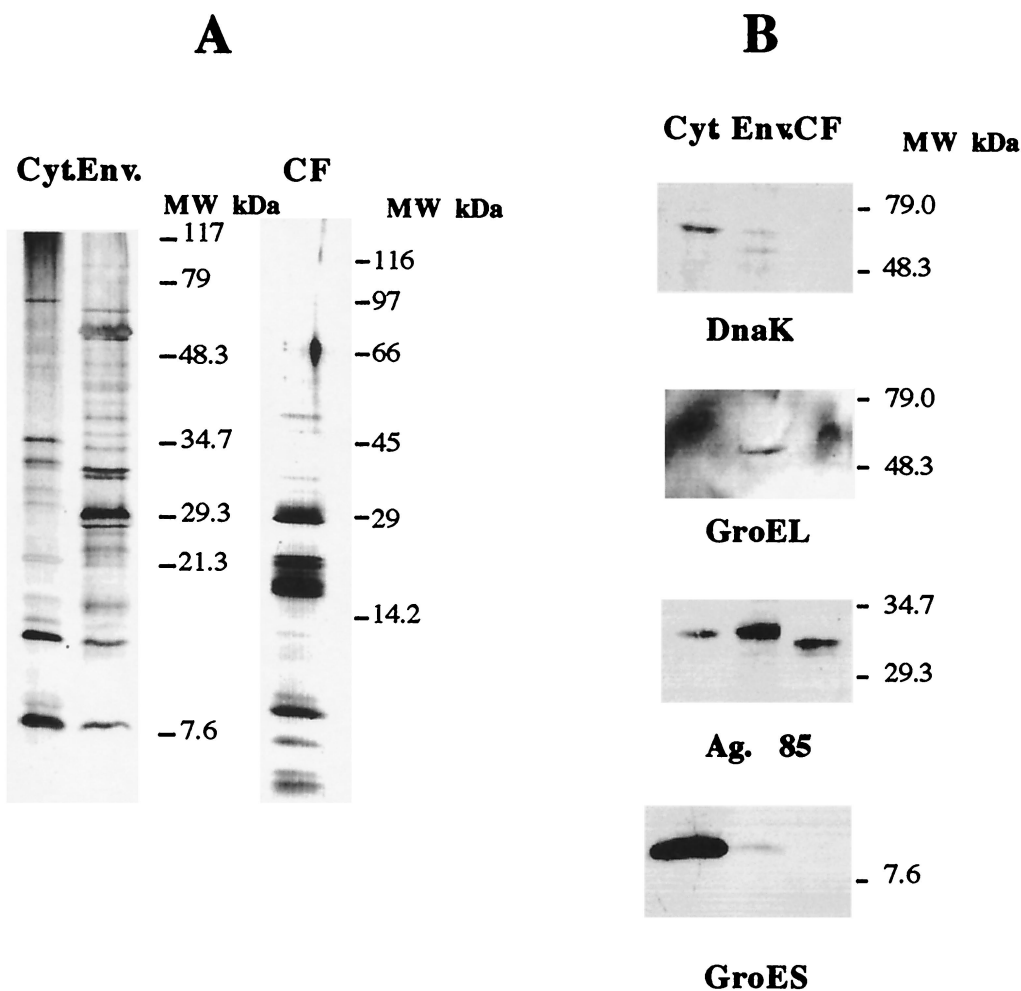 A
B
Cyt. Env.
CF
MW kDa
MW kDa
117
79
48.3
34.7
29.3
21.3
7.6
116
97
66
45
29
14.2
Cyt Env. CF
MW kDa
79.0
48.3
DnaK
79.0
48.3
GroEL
34.7
29.3
Ag. 85
7.6
GroES